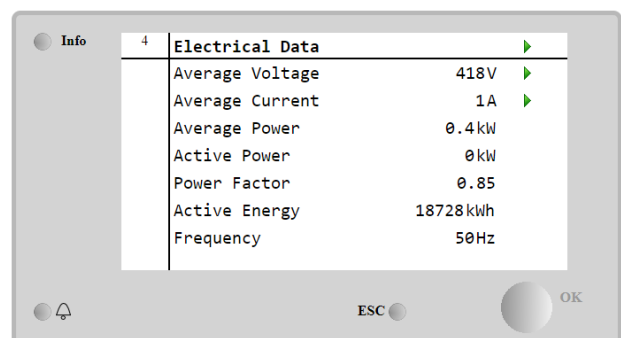 Info
4 Electrical Data
Average Voltage 418V
Average Current 1A
Average Power 0.4kW
Active Power 0kW
Power Factor 0.85
Active Energy 18728kWh
Frequency 50Hz
ESC OK